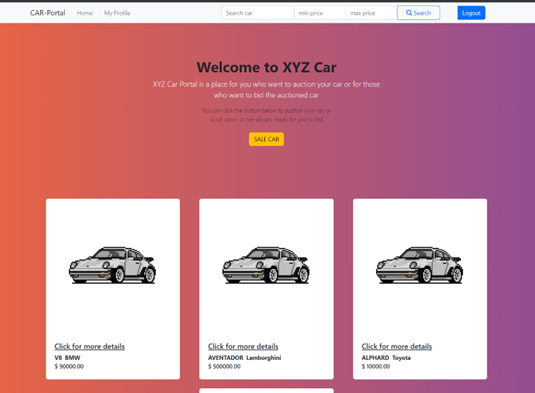 CAR-Portal Home My Profile Search car min price max price Search Logout
Welcome to XYZ Car
XYZ Car Portal is a place for you who want to auction your car or for those
who want to bid the auctioned car
You can click the button below to auction your car or
scroll down to see all cars ready for you to bid
SALE CAR
Click for more details
V8 BMW
$ 90000.00
Click for more details
AVENTADOR Lamborghini
$ 500000.00
Click for more details
ALPHARD Toyota
$ 10000.00